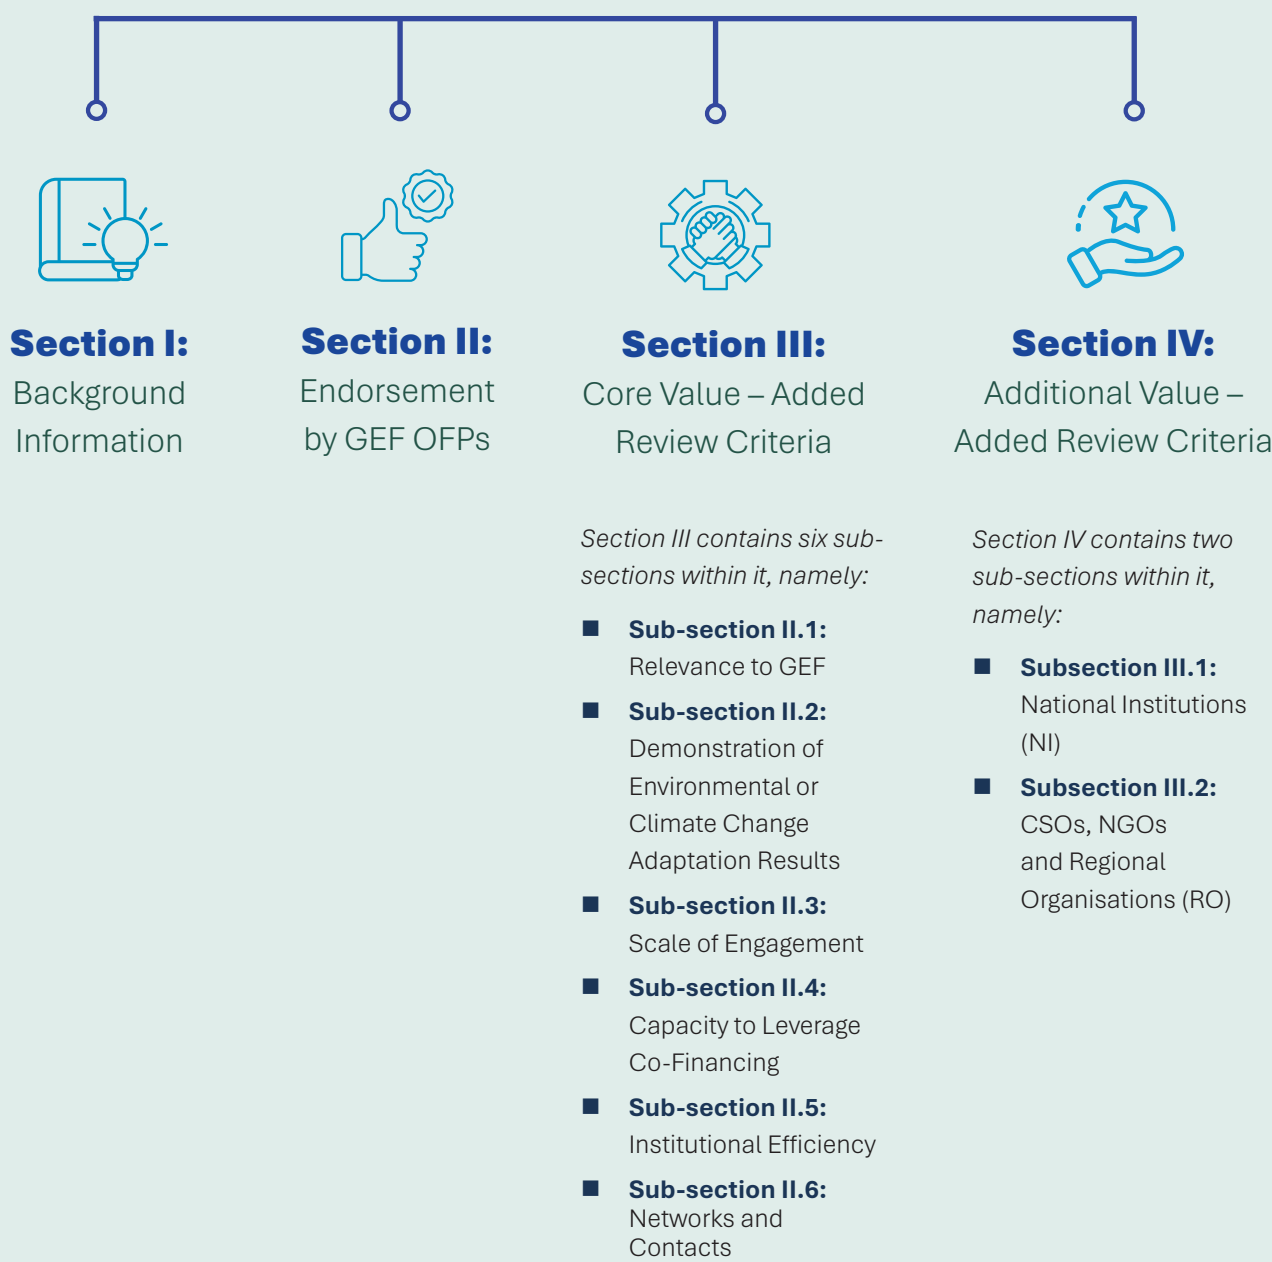 Section I:
Background
Information
Section II:
Endorsement
by GEF OFPs
Section III:
Core Value – Added
Review Criteria
Section III contains six sub-
sections within it, namely:
■ Sub-section II.1:
Relevance to GEF
■ Sub-section II.2:
Demonstration of
Environmental or
Climate Change
Adaptation Results
■ Sub-section II.3:
Scale of Engagement
■ Sub-section II.4:
Capacity to Leverage
Co-Financing
■ Sub-section II.5:
Institutional Efficiency
■ Sub-section II.6:
Networks and
Contacts
Section IV:
Additional Value –
Added Review Criteria
Section IV contains two
sub-sections within it,
namely:
■ Subsection III.1:
National Institutions
(NI)
■ Subsection III.2:
CSOs, NGOs
and Regional
Organisations (RO)